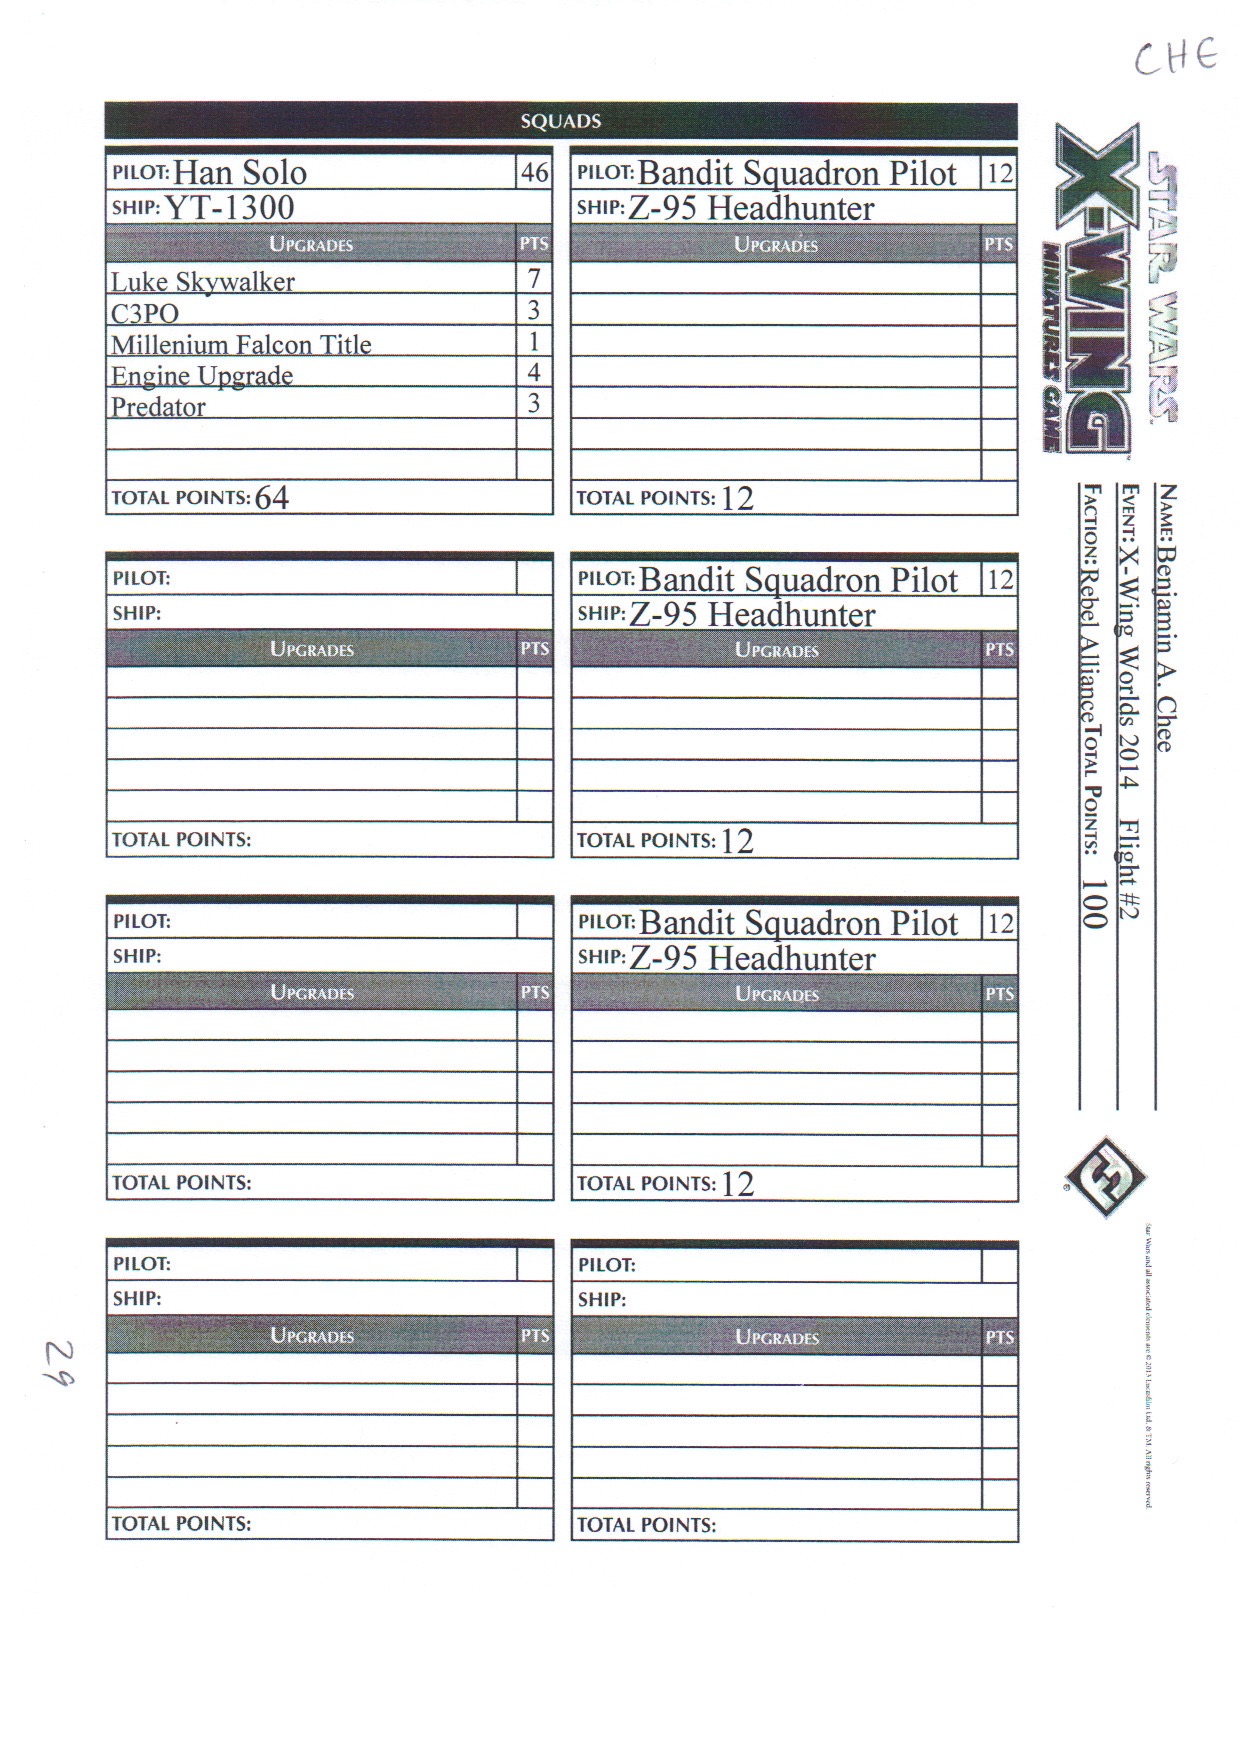 CHE
SQUADS
PILOT: Han Solo 46
SHIP: YT-1300
UPGRADES PTS
Luke Skywalker 7
C3PO 3
Millenium Falcon Title 1
Engine Upgrade 4
Predator 3
TOTAL POINTS: 64
PILOT: Bandit Squadron Pilot 12
SHIP: Z-95 Headhunter
UPGRADES PTS
TOTAL POINTS: 12
PILOT:
SHIP:
UPGRADES PTS
TOTAL POINTS:
PILOT: Bandit Squadron Pilot 12
SHIP: Z-95 Headhunter
UPGRADES PTS
TOTAL POINTS: 12
PILOT:
SHIP:
UPGRADES PTS
TOTAL POINTS:
PILOT: Bandit Squadron Pilot 12
SHIP: Z-95 Headhunter
UPGRADES PTS
TOTAL POINTS: 12
PILOT:
SHIP:
UPGRADES PTS
TOTAL POINTS:
PILOT:
SHIP:
UPGRADES PTS
TOTAL POINTS:
STAR WARS
X-WING
MINIATURES GAME
NAME: Benjamin A. Chee
EVENT: X-Wing Worlds 2014 Flight #2
FACTION: Rebel Alliance TOTAL POINTS: 100
Star Wars and all associated elements are © 2013 Lucasfilm Ltd. & TM. All rights reserved.
29